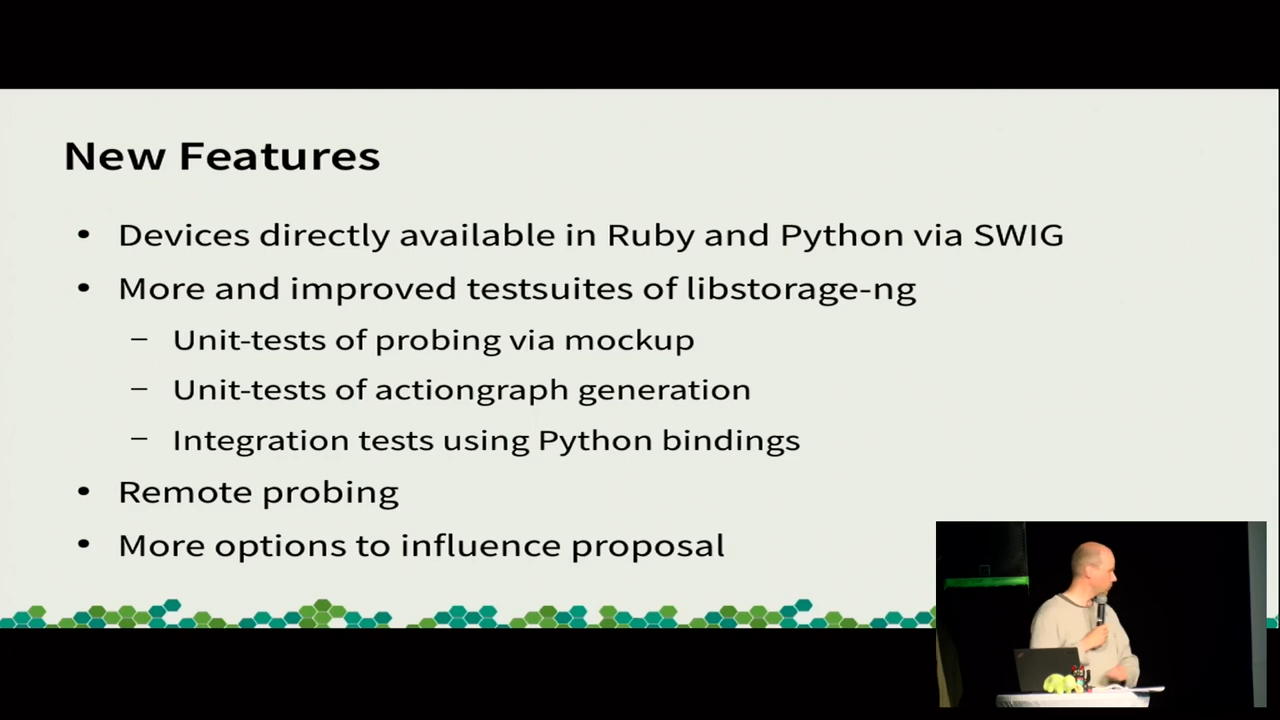 New Features
• Devices directly available in Ruby and Python via SWIG
• More and improved testsuites of libstorage-ng
– Unit-tests of probing via mockup
– Unit-tests of actiongraph generation
– Integration tests using Python bindings
• Remote probing
• More options to influence proposal